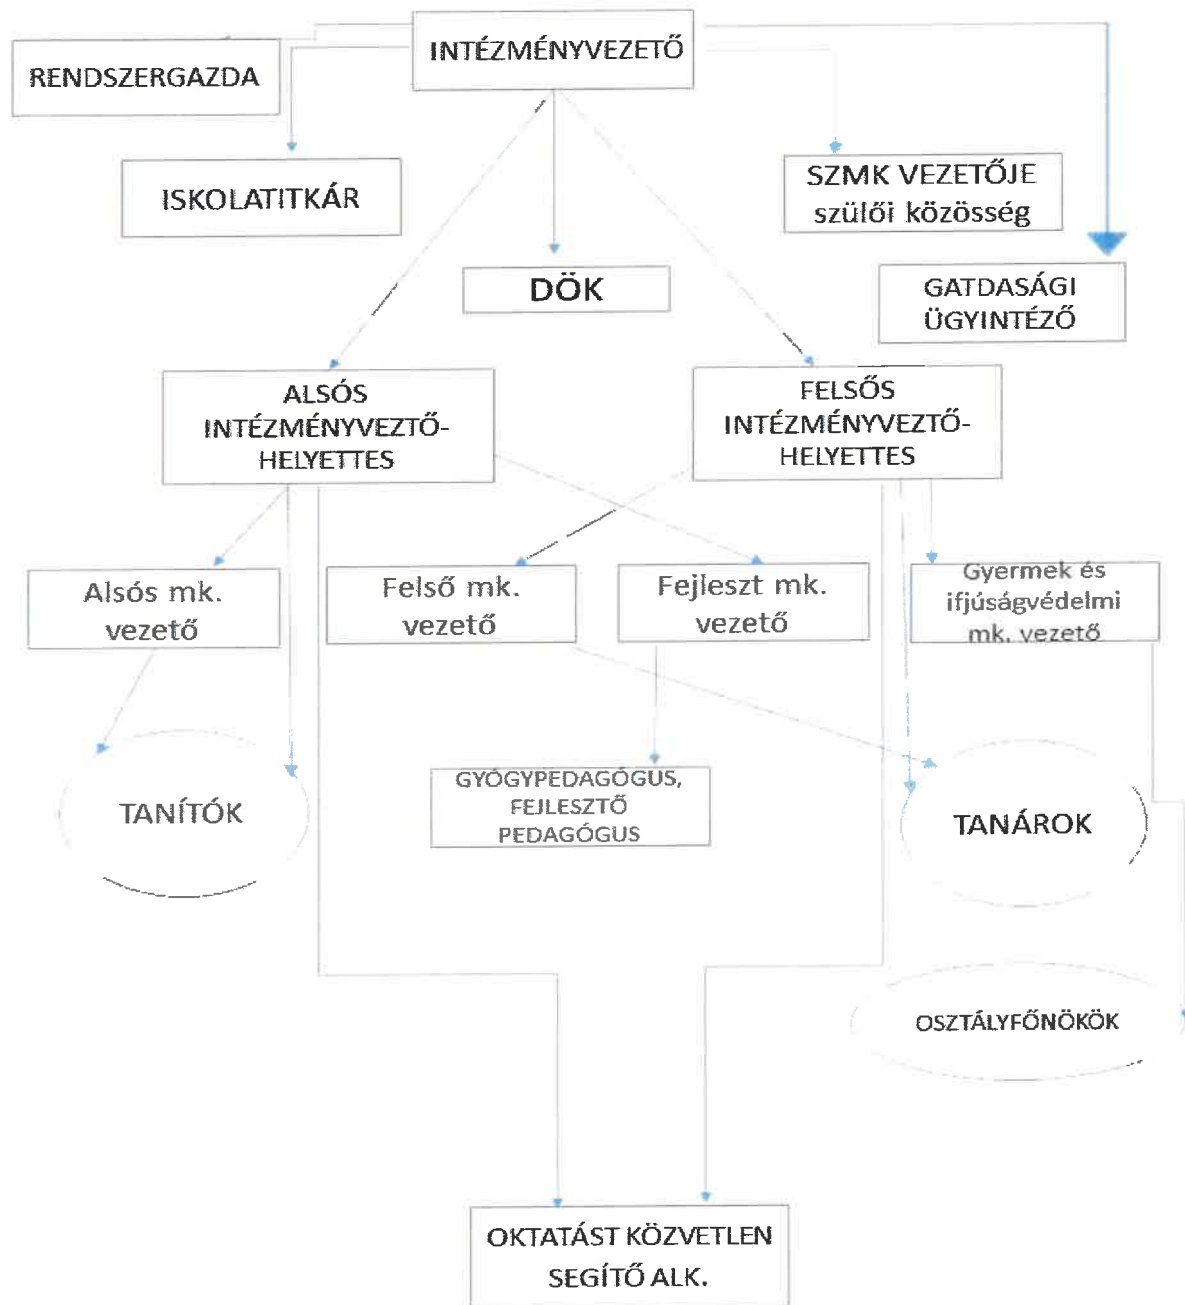 INTÉZMÉNYVEZETŐ
RENDSZERGAZDA
ISKOLATITKÁR
SZMK VEZETŐJE
szülői közösség
DÖK
GATDASÁGI
ÜGYINTÉZŐ
ALSÓS
INTÉZMÉNYVEZTŐ-
HELYETTES
FELSŐS
INTÉZMÉNYVEZTŐ-
HELYETTES
Alsós mk.
vezető
Felső mk.
vezető
Fejleszt mk.
vezető
Gyermek és
ifjúságvédelmi
mk. vezető
TANÍTÓK
GYÓGYPEDAGÓGUS,
FEJLESZTŐ
PEDAGÓGUS
TANÁROK
OSZTÁLYFŐNÖKÖK
OKTATÁST KÖZVETLEN
SEGÍTŐ ALK.